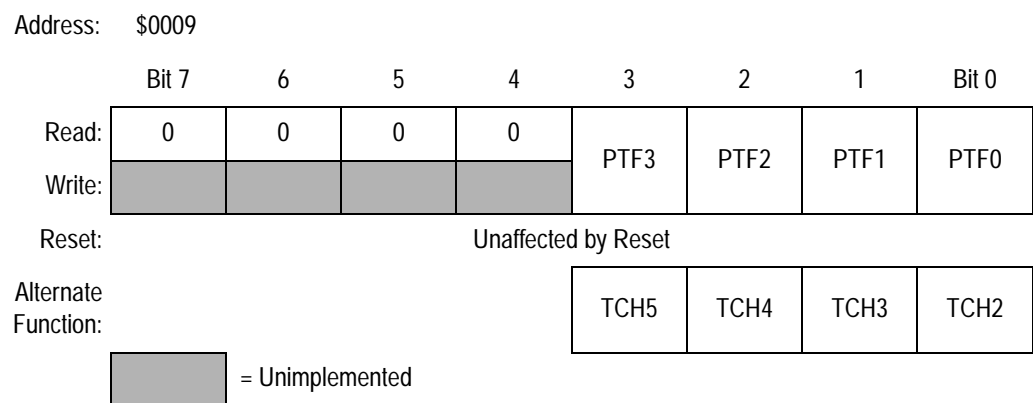 Address: $0009
Bit 7 6 5 4 3 2 1 Bit 0
Read: 0 0 0 0 PTF3 PTF2 PTF1 PTF0
Write:
Reset: Unaffected by Reset
Alternate
Function: TCH5 TCH4 TCH3 TCH2
= Unimplemented